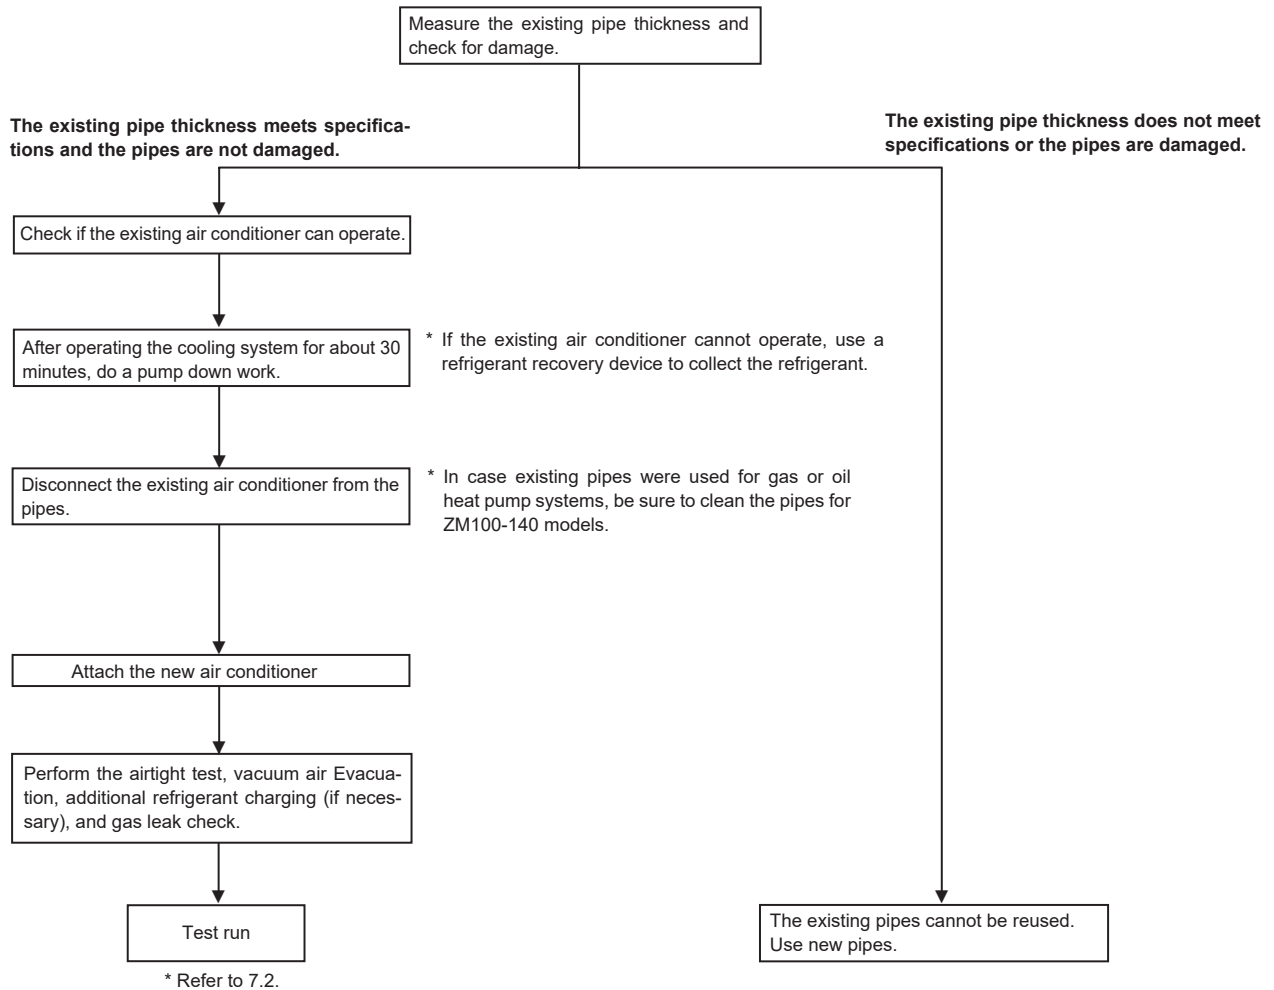 Measure the existing pipe thickness and
check for damage.
The existing pipe thickness meets specifica-
tions and the pipes are not damaged.
The existing pipe thickness does not meet
specifications or the pipes are damaged.
Check if the existing air conditioner can operate.
After operating the cooling system for about 30
minutes, do a pump down work.
* If the existing air conditioner cannot operate, use a
refrigerant recovery device to collect the refrigerant.
Disconnect the existing air conditioner from the
pipes.
* In case existing pipes were used for gas or oil
heat pump systems, be sure to clean the pipes for
ZM100-140 models.
Attach the new air conditioner
Perform the airtight test, vacuum air Evacua-
tion, additional refrigerant charging (if neces-
sary), and gas leak check.
Test run
* Refer to 7.2.
The existing pipes cannot be reused.
Use new pipes.